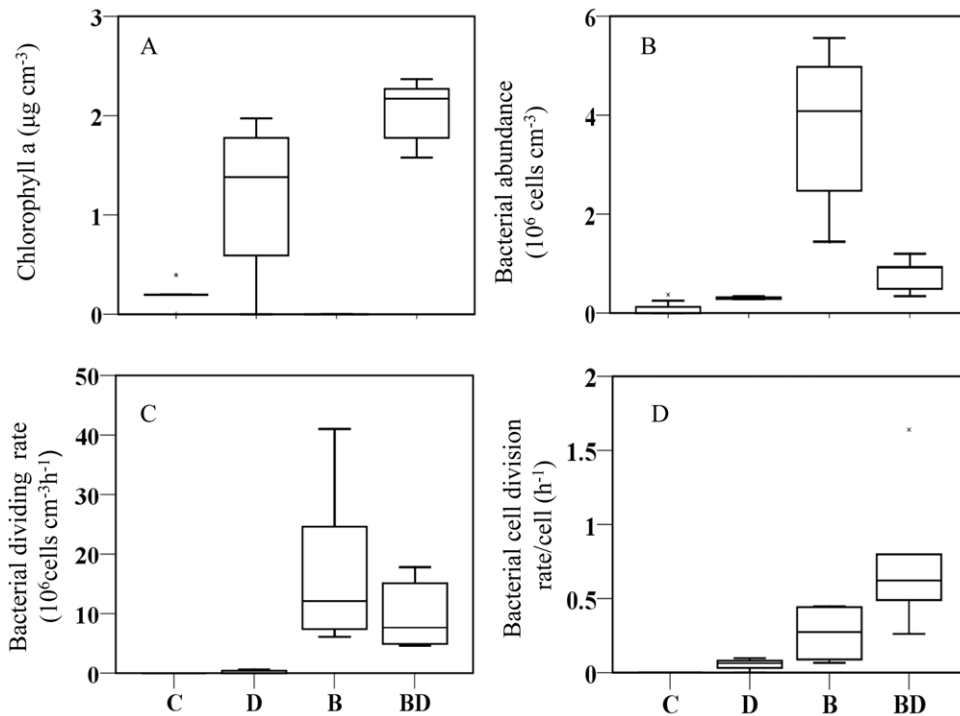 A
Chlorophyll a (µg cm⁻³)
3
2
1
0
B
Bacterial abundance
(10⁶ cells cm⁻³)
6
4
2
0
C
Bacterial dividing rate
(10⁶cells cm⁻³h⁻¹)
50
40
30
20
10
0
C D B BD
D
Bacterial cell division
rate/cell (h⁻¹)
2
1.5
1
0.5
0
C D B BD